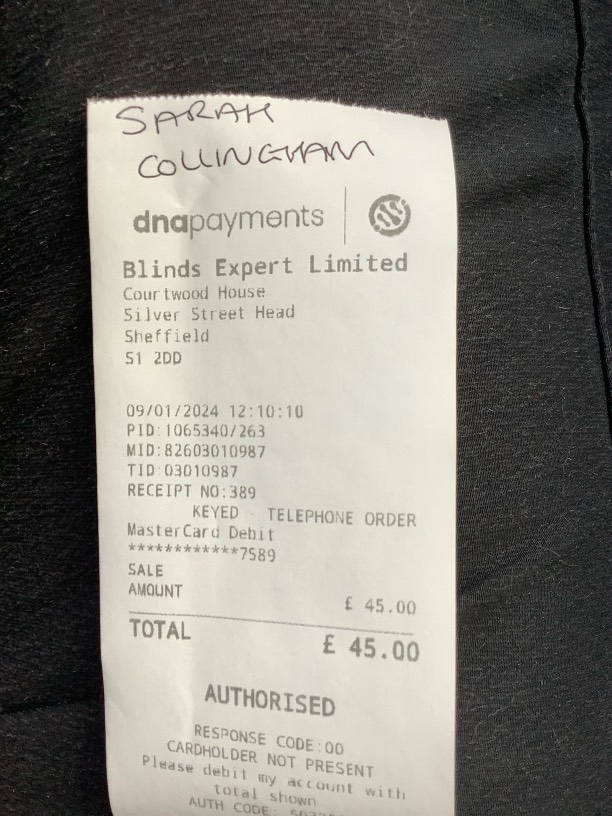 SARAH
COLLINGHAM
dnapayments
Blinds Expert Limited
Courtwood House
Silver Street Head
Sheffield
S1 2DD
09/01/2024 12:10:10
PID:1065340/263
MID:82603010987
TID:03010987
RECEIPT NO:389
KEYED - TELEPHONE ORDER
MasterCard Debit
************7589
SALE
AMOUNT
£ 45.00
TOTAL £ 45.00
AUTHORISED
RESPONSE CODE:00
CARDHOLDER NOT PRESENT
Please debit my account with
total shown
AUTH CODE: